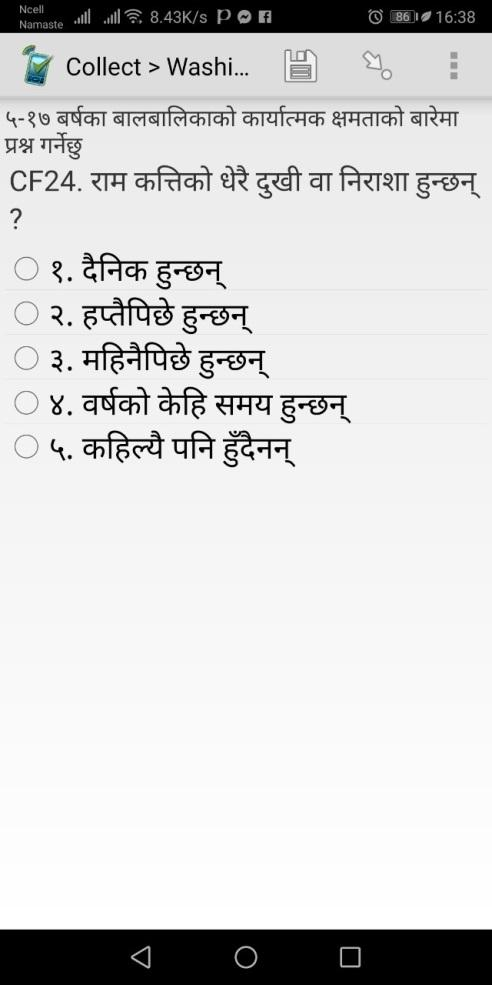 Ncell
Namaste
8.43K/s
86
16:38
Collect > Washi...
५-१७ बर्षका बालबालिकाको कार्यात्मक क्षमताको बारेमा
प्रश्न गर्नेछु
CF24. राम कत्तिको धेरै दुखी वा निराशा हुन्छन्
?
१. दैनिक हुन्छन्
२. हप्तैपिछे हुन्छन्
३. महिनैपिछे हुन्छन्
४. वर्षको केहि समय हुन्छन्
५. कहिल्यै पनि हुँदैनन्